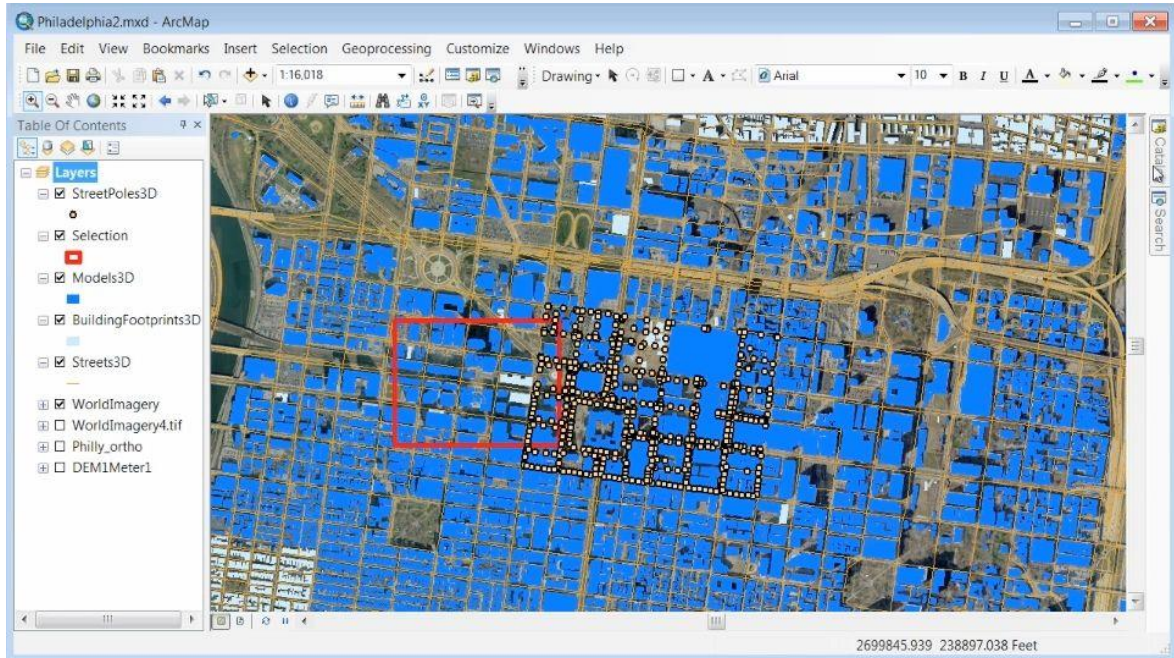 Philadelphia2.mxd - ArcMap
File Edit View Bookmarks Insert Selection Geoprocessing Customize Windows Help
1:16,018 Drawing A Arial 10 B I U A
Table Of Contents
Layers
StreetPoles3D
Selection
Models3D
BuildingFootprints3D
Streets3D
WorldImagery
WorldImagery4.tif
Philly_ortho
DEM1Meter1
Search
2699845.939 238897.038 Feet